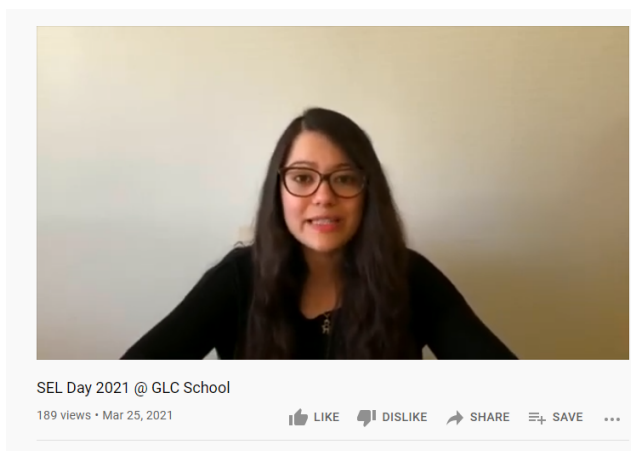 SEL Day 2021 @ GLC School
189 views • Mar 25, 2021 LIKE DISLIKE SHARE SAVE